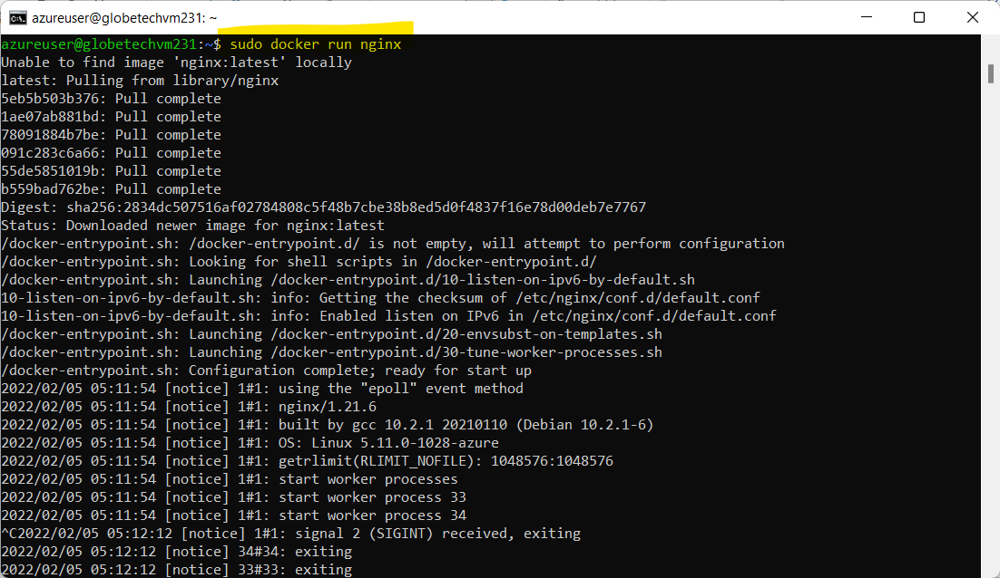 azureuser@globetechvm231: ~
azureuser@globetechvm231:~$ sudo docker run nginx
Unable to find image 'nginx:latest' locally
latest: Pulling from library/nginx
5eb5b503b376: Pull complete
1ae07ab881bd: Pull complete
78091884b7be: Pull complete
091c283c6a66: Pull complete
55de5851019b: Pull complete
b559bad762be: Pull complete
Digest: sha256:2834dc507516af02784808c5f48b7cbe38b8ed5d0f4837f16e78d00deb7e7767
Status: Downloaded newer image for nginx:latest
/docker-entrypoint.sh: /docker-entrypoint.d/ is not empty, will attempt to perform configuration
/docker-entrypoint.sh: Looking for shell scripts in /docker-entrypoint.d/
/docker-entrypoint.sh: Launching /docker-entrypoint.d/10-listen-on-ipv6-by-default.sh
10-listen-on-ipv6-by-default.sh: info: Getting the checksum of /etc/nginx/conf.d/default.conf
10-listen-on-ipv6-by-default.sh: info: Enabled listen on IPv6 in /etc/nginx/conf.d/default.conf
/docker-entrypoint.sh: Launching /docker-entrypoint.d/20-envsubst-on-templates.sh
/docker-entrypoint.sh: Launching /docker-entrypoint.d/30-tune-worker-processes.sh
/docker-entrypoint.sh: Configuration complete; ready for start up
2022/02/05 05:11:54 [notice] 1#1: using the "epoll" event method
2022/02/05 05:11:54 [notice] 1#1: nginx/1.21.6
2022/02/05 05:11:54 [notice] 1#1: built by gcc 10.2.1 20210110 (Debian 10.2.1-6)
2022/02/05 05:11:54 [notice] 1#1: OS: Linux 5.11.0-1028-azure
2022/02/05 05:11:54 [notice] 1#1: getrlimit(RLIMIT_NOFILE): 1048576:1048576
2022/02/05 05:11:54 [notice] 1#1: start worker processes
2022/02/05 05:11:54 [notice] 1#1: start worker process 33
2022/02/05 05:11:54 [notice] 1#1: start worker process 34
^C2022/02/05 05:12:12 [notice] 1#1: signal 2 (SIGINT) received, exiting
2022/02/05 05:12:12 [notice] 34#34: exiting
2022/02/05 05:12:12 [notice] 33#33: exiting